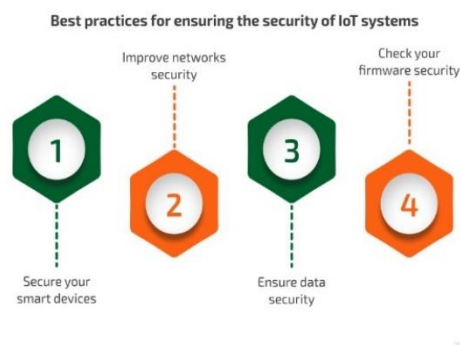 Best practices for ensuring the security of IoT systems
1
Secure your
smart devices
Improve networks
security
2
3
Ensure data
security
Check your
firmware security
4